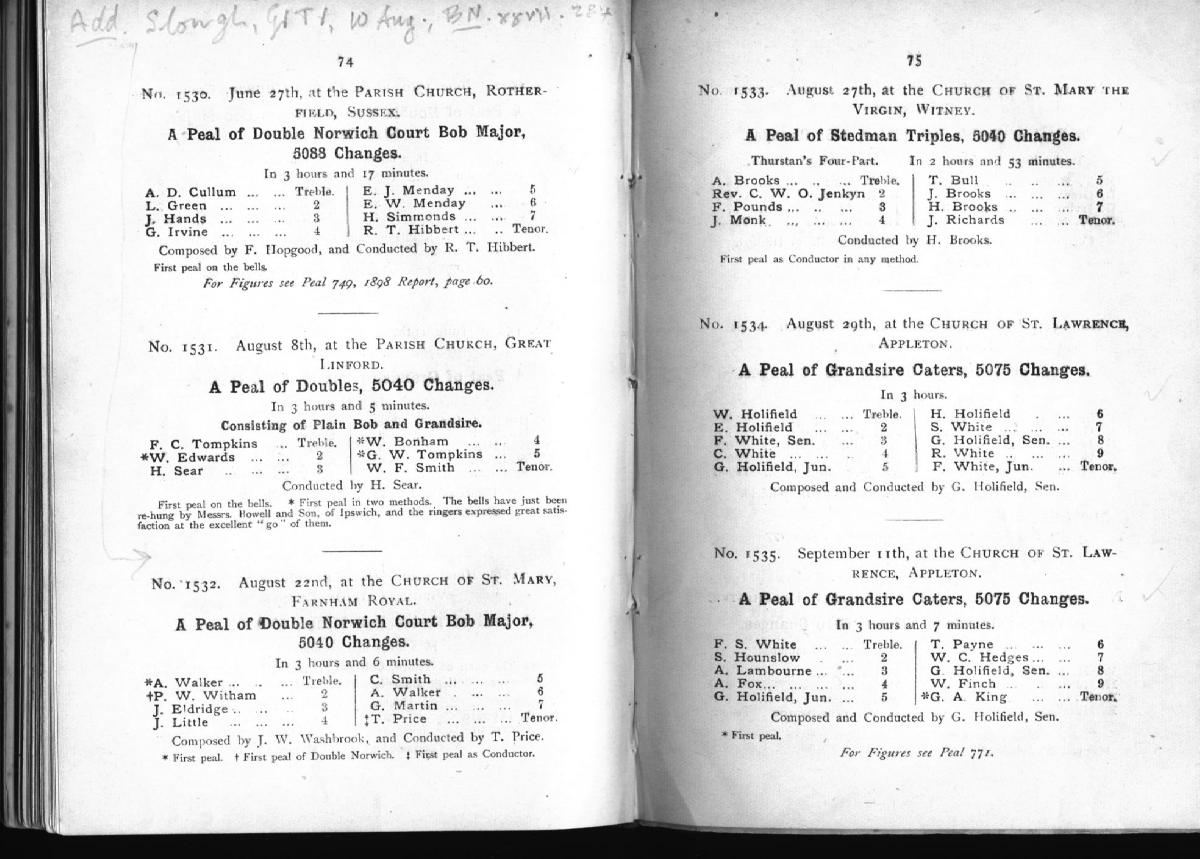 Add. Slough, GT1, 10 Aug., BN. xxvii. 284
74
No. 1530. June 27th, at the PARISH CHURCH, ROTHER-
FIELD, SUSSEX.
A Peal of Double Norwich Court Bob Major,
5088 Changes.
In 3 hours and 17 minutes.
A. D. Cullum ... ... Treble. E. J. Menday ... ... 5
L. Green ... ... ... 2 E. W. Menday ... 6
J. Hands ... ... ... 3 H. Simmonds ... ... 7
G. Irvine ... ... ... 4 R. T. Hibbert ... .. Tenor.
Composed by F. Hopgood, and Conducted by R. T. Hibbert.
First peal on the bells.
For Figures see Peal 749, 1898 Report, page 60.
No. 1531. August 8th, at the PARISH CHURCH, GREAT
LINFORD.
A Peal of Doubles, 5040 Changes.
In 3 hours and 5 minutes.
Consisting of Plain Bob and Grandsire.
F. C. Tompkins ... Treble. *W. Bonham ... ... 4
*W. Edwards ... ... 2 *G. W. Tompkins ... 5
H. Sear ... ... ... 3 W. F. Smith ... ... Tenor.
Conducted by H. Sear.
First peal on the bells. * First peal in two methods. The bells have just been
re-hung by Messrs. Bowell and Son, of Ipswich, and the ringers expressed great satis-
faction at the excellent "go" of them.
No. 1532. August 22nd, at the CHURCH OF ST. MARY,
FARNHAM ROYAL.
A Peal of Double Norwich Court Bob Major,
5040 Changes.
In 3 hours and 6 minutes.
*A. Walker ... .. .. Treble. C. Smith ... ... ... 5
†P. W. Witham ... 2 A. Walker . ... ... 6
J. Eldridge .. .. ... 3 G. Martin ... ... ... 7
J. Little ... ... ... 4 ‡T. Price ... ... ... Tenor.
Composed by J. W. Washbrook, and Conducted by T. Price.
* First peal. † First peal of Double Norwich. ‡ First peal as Conductor.
75
No. 1533. August 27th, at the CHURCH OF ST. MARY THE
VIRGIN, WITNEY.
A Peal of Stedman Triples, 5040 Changes.
Thurstan's Four-Part. In 2 hours and 53 minutes.
A. Brooks ... .. ... Treble. T. Bull .. .. ... 5
Rev. C. W. O. Jenkyn 2 J. Brooks ... ... ... 6
F. Pounds ... .. ... 3 H. Brooks .. ... ... 7
J. Monk ... ... ... 4 J. Richards ... ... Tenor.
Conducted by H. Brooks.
First peal as Conductor in any method.
No. 1534. August 29th, at the CHURCH OF ST. LAWRENCE,
APPLETON.
A Peal of Grandsire Caters, 5075 Changes.
In 3 hours.
W. Holifield ... ... Treble. H. Holifield . ... 6
E. Holifield ... ... 2 S. White ... ... ... 7
F. White, Sen. ... 3 G. Holifield, Sen. ... 8
C. White ... ... .. 4 R. White .. ... ... 9
G. Holifield, Jun. ... 5 F. White, Jun. ... Tenor.
Composed and Conducted by G. Holifield, Sen.
No. 1535. September 11th, at the CHURCH OF ST. LAW-
RENCE, APPLETON.
A Peal of Grandsire Caters, 5075 Changes.
In 3 hours and 7 minutes.
F. S. White ... ... Treble. T. Payne ... ... ... 6
S. Hounslow . ... 2 W. C. Hedges ... ... 7
A. Lambourne ... ... 3 G. Holifield, Sen. ... 8
A. Fox ... ... ... ... 4 W. Finch ... .. ... 9
G. Holifield, Jun. ... 5 *G. A. King ... ... Tenor.
Composed and Conducted by G. Holifield, Sen.
* First peal.
For Figures see Peal 771.